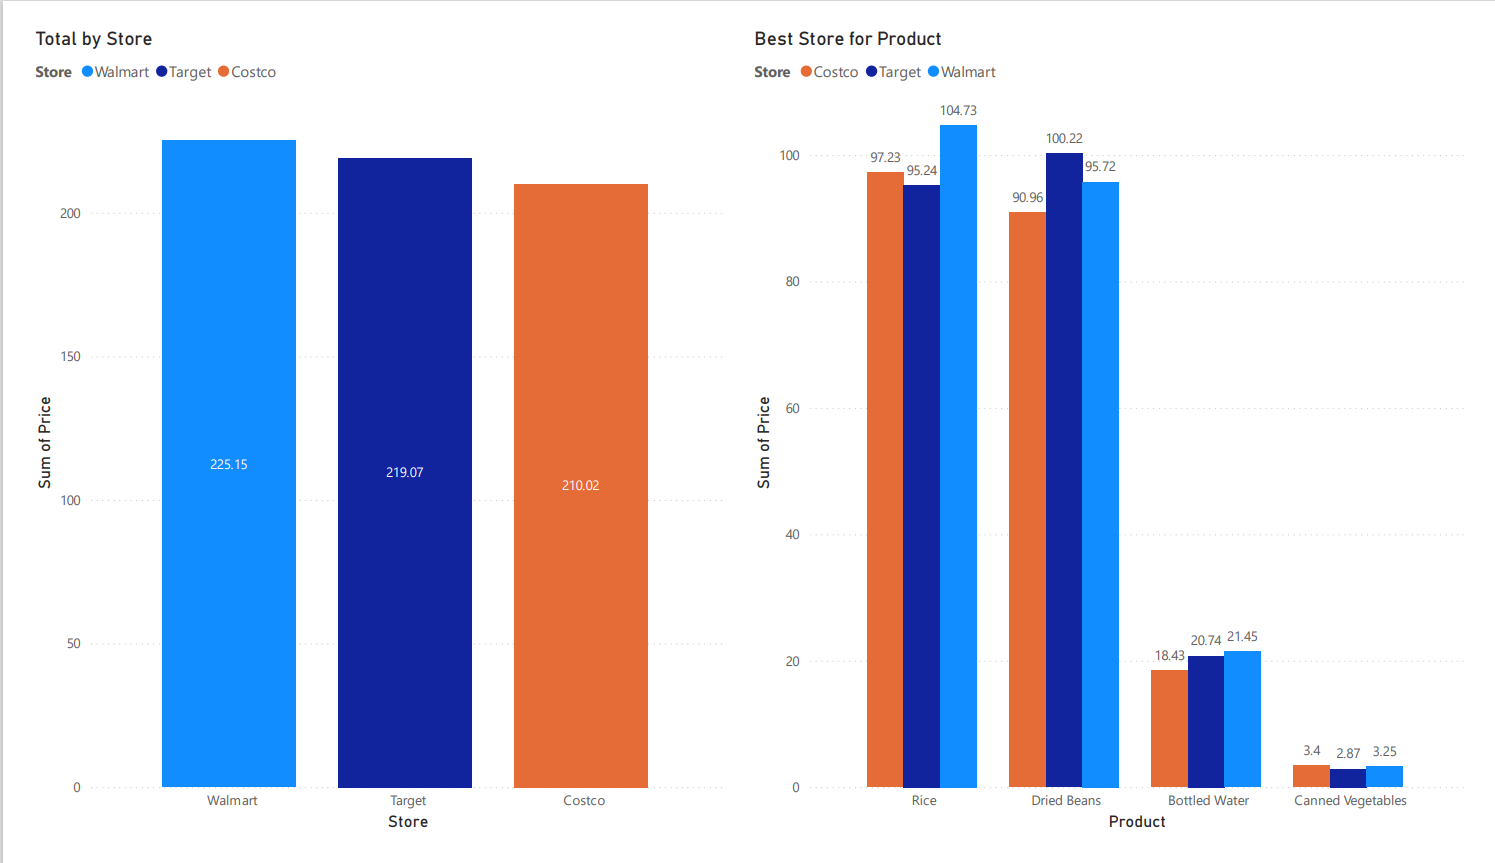 Total by Store
Store Walmart Target Costco
Sum of Price
200
150
100
50
0
225.15
219.07
210.02
Walmart Target Costco
Store
Best Store for Product
Store Costco Target Walmart
Sum of Price
100
80
60
40
20
0
97.23 95.24 104.73
90.96 100.22 95.72
18.43 20.74 21.45
3.4 2.87 3.25
Rice Dried Beans Bottled Water Canned Vegetables
Product